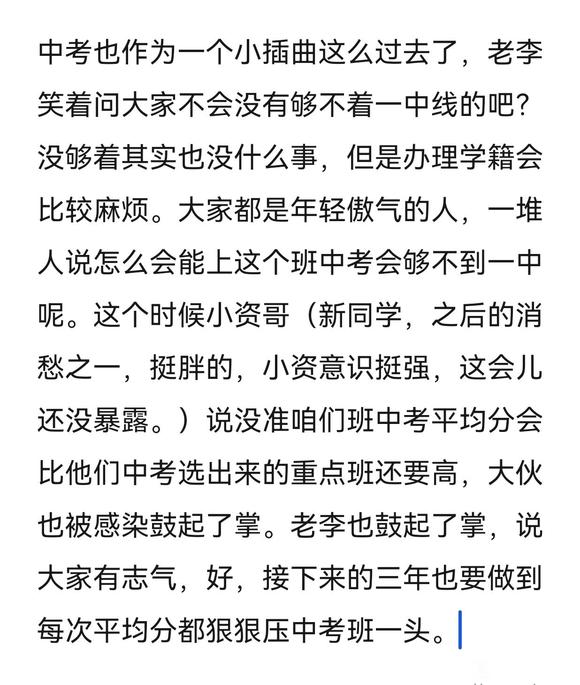 中考也作为一个小插曲这么过去了，老李
笑着问大家不会没有够不着一中线的吧？
没够着其实也没什么事，但是办理学籍会
比较麻烦。大家都是年轻傲气的人，一堆
人说怎么会能上这个班中考会够不到一中
呢。这个时候小资哥（新同学，之后的消
愁之一，挺胖的，小资意识挺强，这会儿
还没暴露。）说没准咱们班中考平均分会
比他们中考选出来的重点班还要高，大伙
也被感染鼓起了掌。老李也鼓起了掌，说
大家有志气，好，接下来的三年也要做到
每次平均分都狠狠压中考班一头。